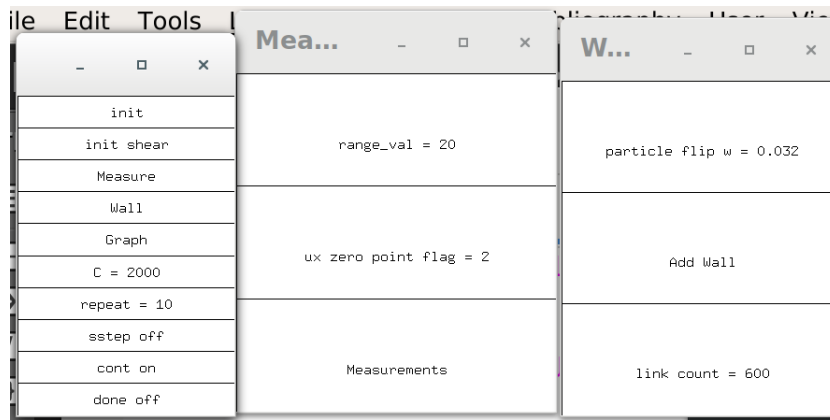 Edit Tools
Mea...
W...
init
init shear
Measure
Wall
Graph
C = 2000
repeat = 10
sstep off
cont on
done off
range_val = 20
ux zero point flag = 2
Measurements
particle flip w = 0.032
Add Wall
link count = 600